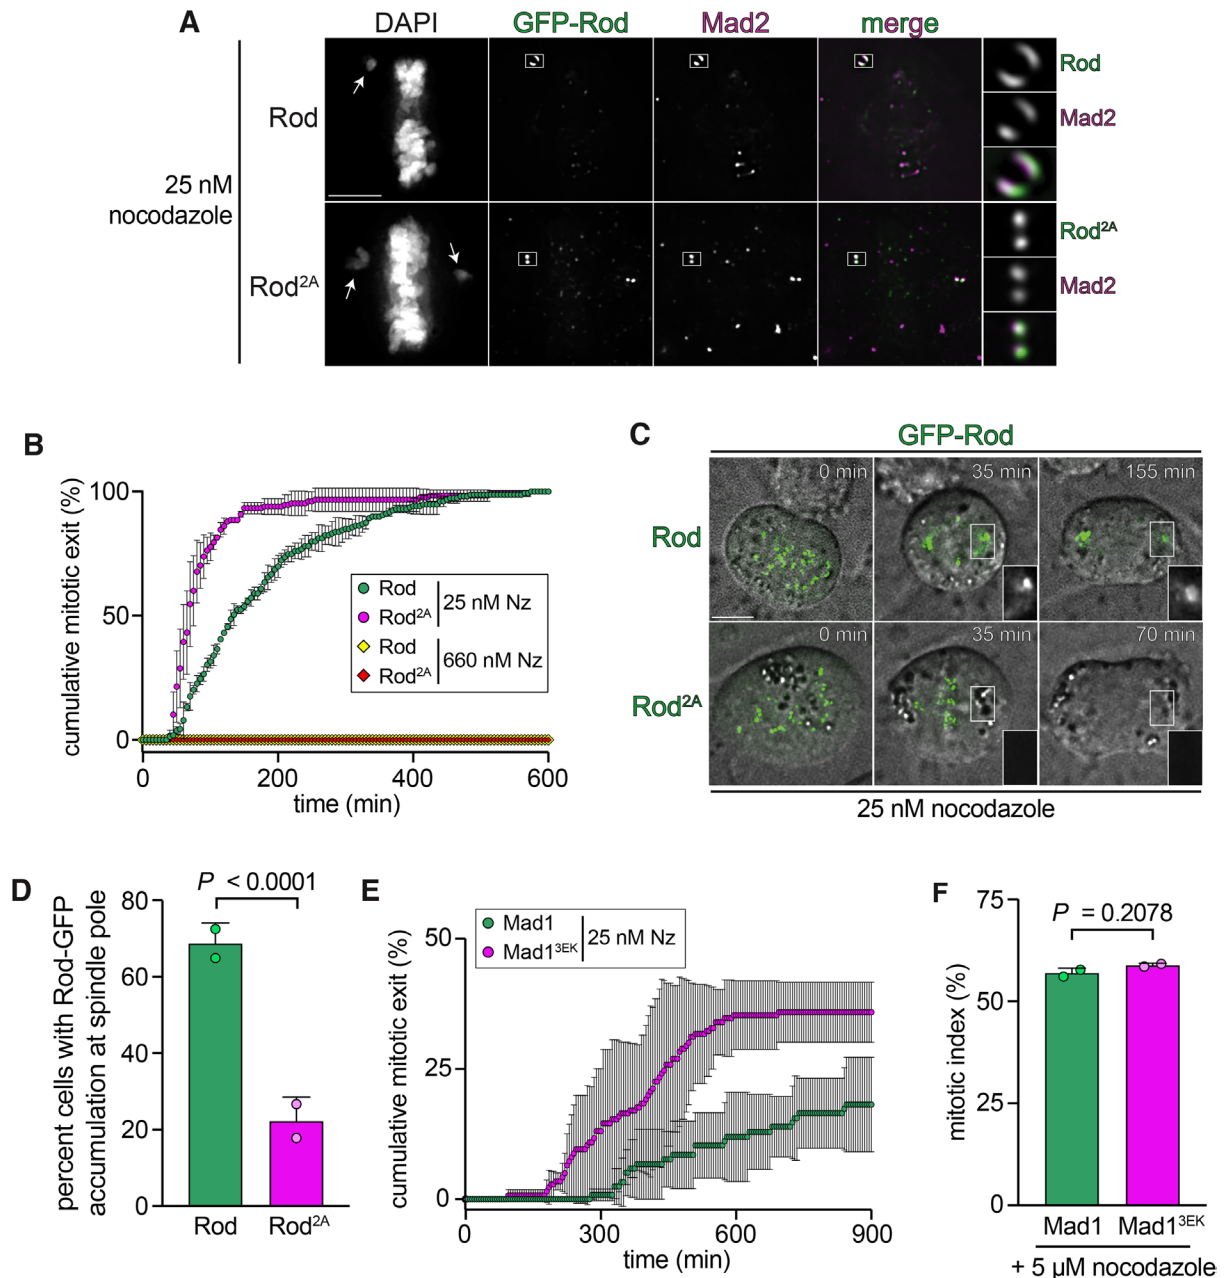 A
DAPI
GFP-Rod
Mad2
merge
25 nM
nocodazole
Rod
Rod
Mad2
Rod2A
Rod2A
Mad2
B
cumulative mitotic exit (%)
100
50
0
0
200
400
600
time (min)
Rod
Rod2A
25 nM Nz
Rod
Rod2A
660 nM Nz
C
GFP-Rod
Rod
0 min
35 min
155 min
Rod2A
0 min
35 min
70 min
25 nM nocodazole
D
percent cells with Rod-GFP
accumulation at spindle pole
P < 0.0001
80
60
40
20
0
Rod
Rod2A
E
cumulative mitotic exit (%)
Mad1
Mad13EK
25 nM Nz
50
25
0
0
300
600
900
time (min)
F
mitotic index (%)
P = 0.2078
75
50
25
0
Mad1
Mad13EK
+ 5 µM nocodazole